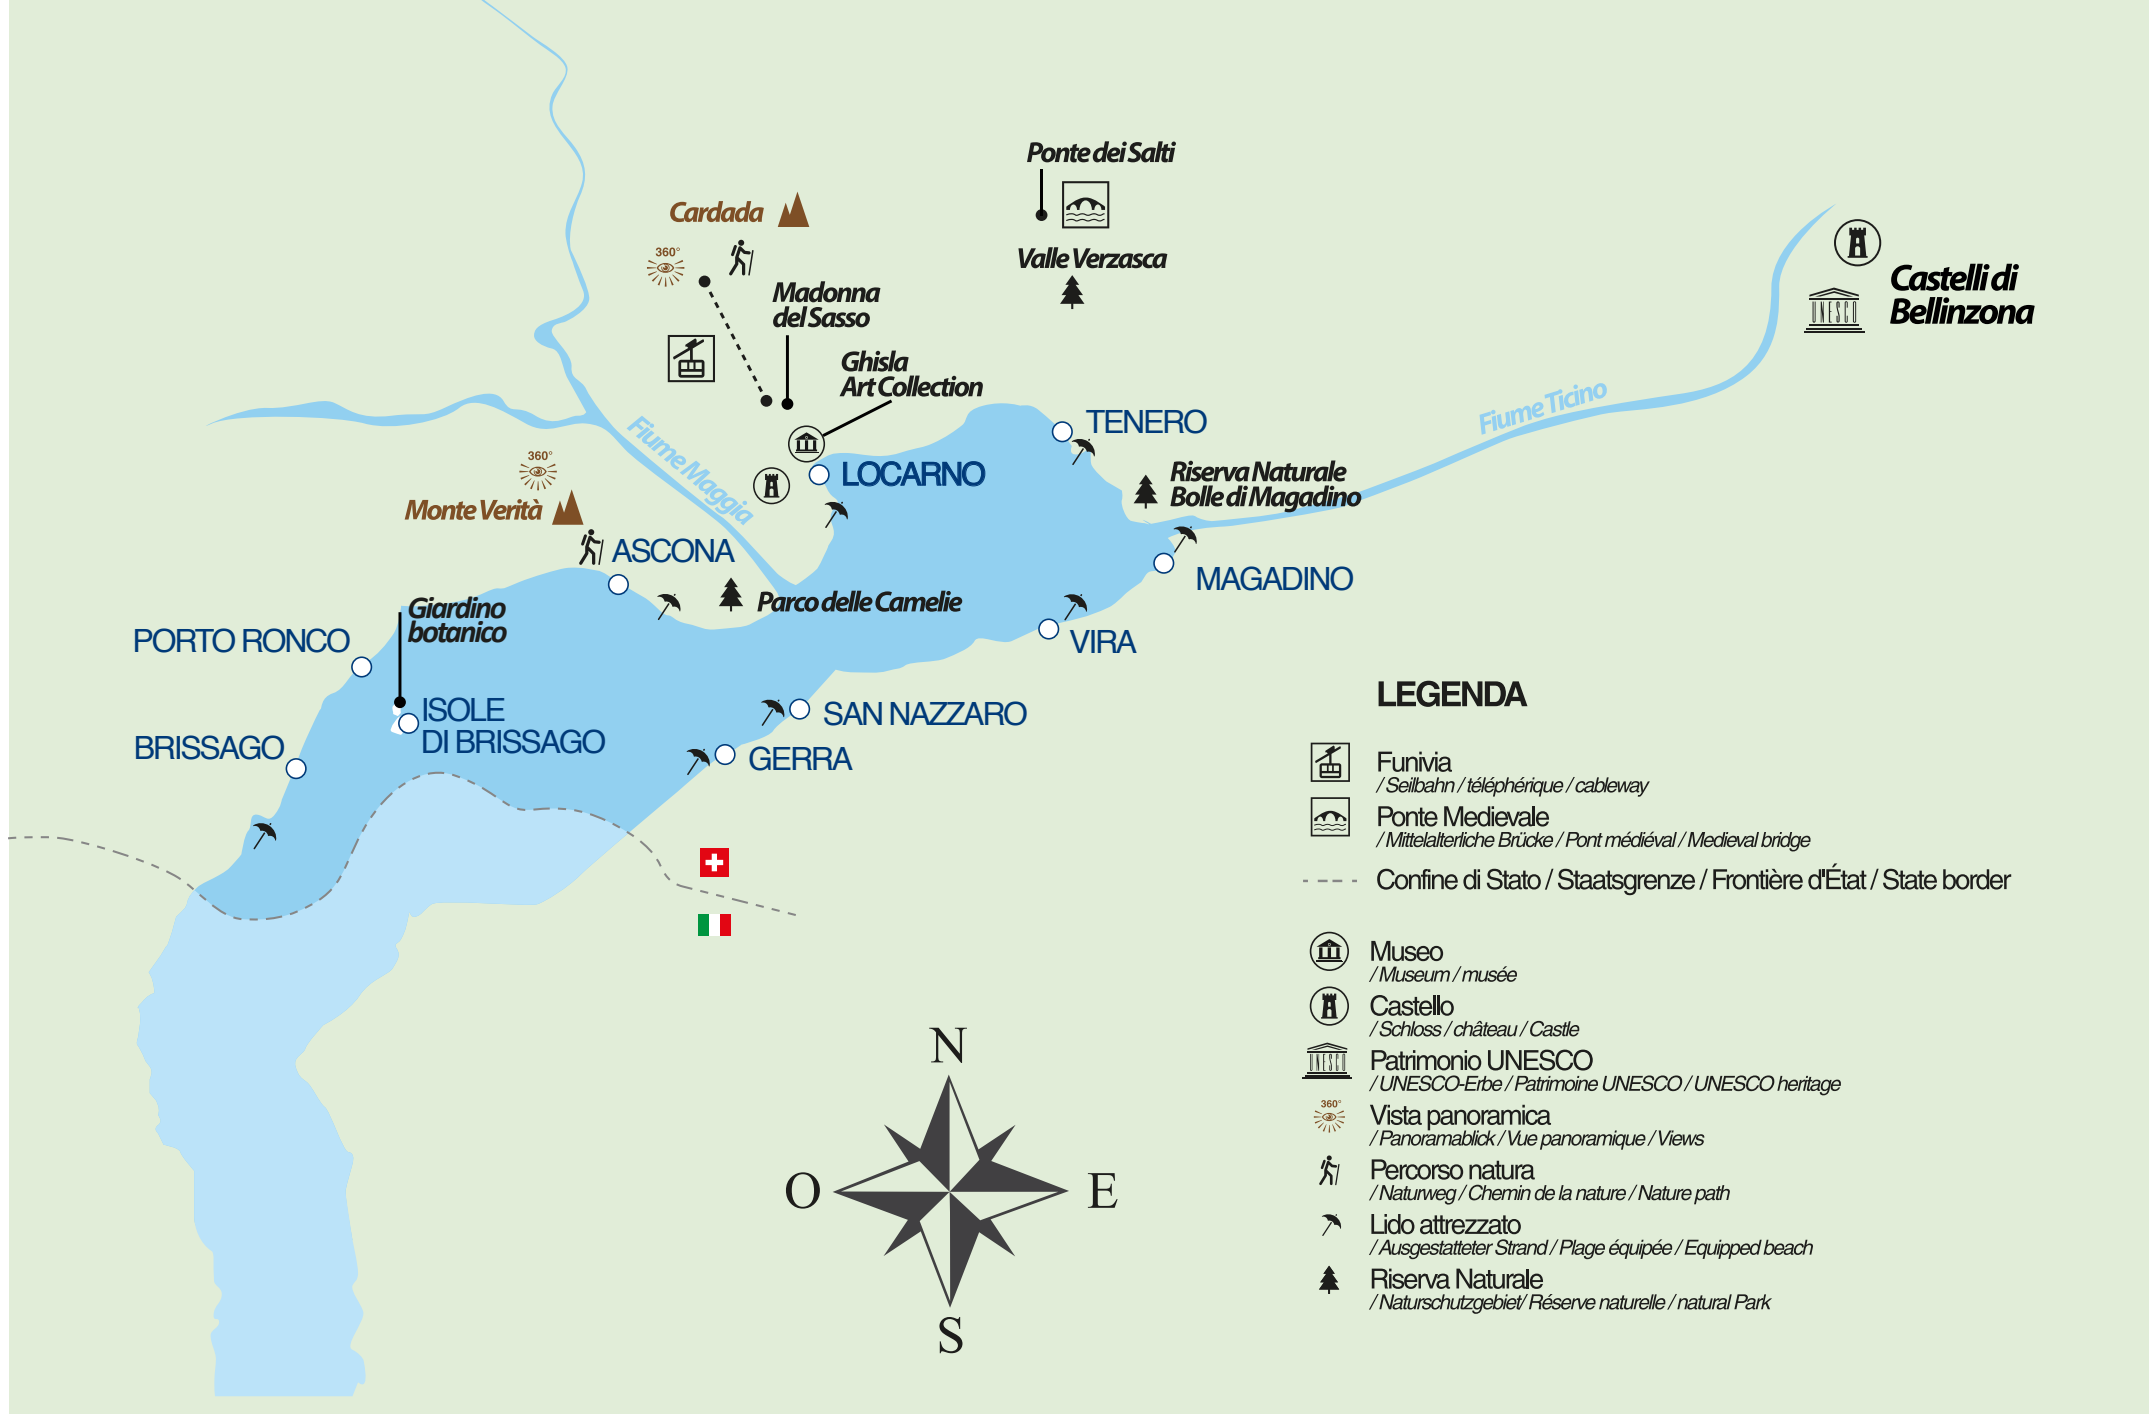 Ponte dei Salti
Cardada
360°
Valle Verzasca
Madonna
del Sasso
Castelli di
Bellinzona
UNESCO
Ghisla
Art Collection
Fiume Ticino
TENERO
Fiume Maggia
360°
LOCARNO
Riserva Naturale
Bolle di Magadino
Monte Verità
ASCONA
MAGADINO
Parco delle Camelie
Giardino
botanico
PORTO RONCO
VIRA
ISOLE
DI BRISSAGO
SAN NAZZARO
BRISSAGO
GERRA
LEGENDA
Funivia
/ Seilbahn / téléphérique / cableway
Ponte Medievale
/ Mittelalterliche Brücke / Pont médiéval / Medieval bridge
Confine di Stato / Staatsgrenze / Frontière d'État / State border
Museo
/ Museum / musée
Castello
/ Schloss / château / Castle
UNESCO
Patrimonio UNESCO
/ UNESCO-Erbe / Patrimoine UNESCO / UNESCO heritage
360°
Vista panoramica
/ Panoramablick / Vue panoramique / Views
Percorso natura
/ Naturweg / Chemin de la nature / Nature path
Lido attrezzato
/ Ausgestatteter Strand / Plage équipée / Equipped beach
Riserva Naturale
/ Naturschutzgebiet/ Réserve naturelle / natural Park
N
O
E
S